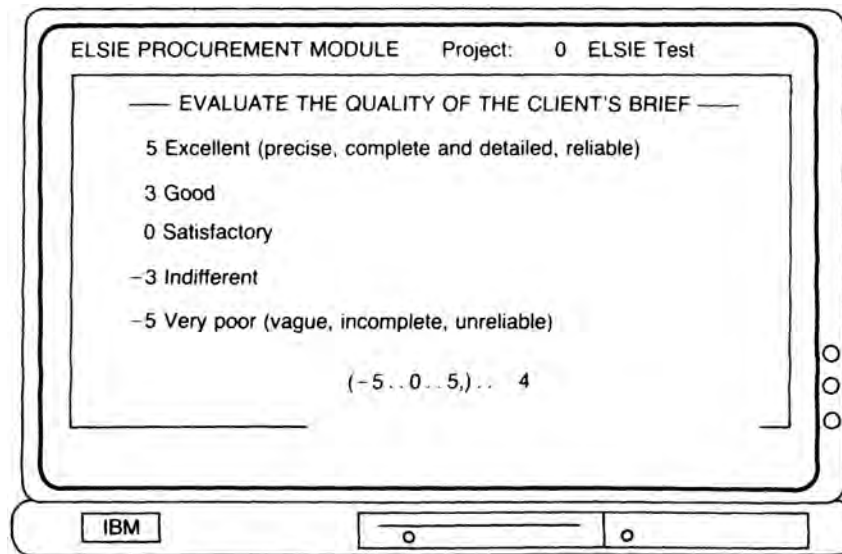 ELSIE PROCUREMENT MODULE Project: 0 ELSIE Test
EVALUATE THE QUALITY OF THE CLIENT'S BRIEF
5 Excellent (precise, complete and detailed, reliable)
3 Good
0 Satisfactory
−3 Indifferent
−5 Very poor (vague, incomplete, unreliable)
(−5..0..5,).. 4
IBM